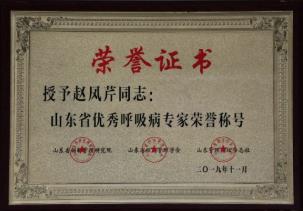 荣誉证书
授予赵风芹同志：
山东省优秀呼吸病专家荣誉称号
二〇一九年十一月